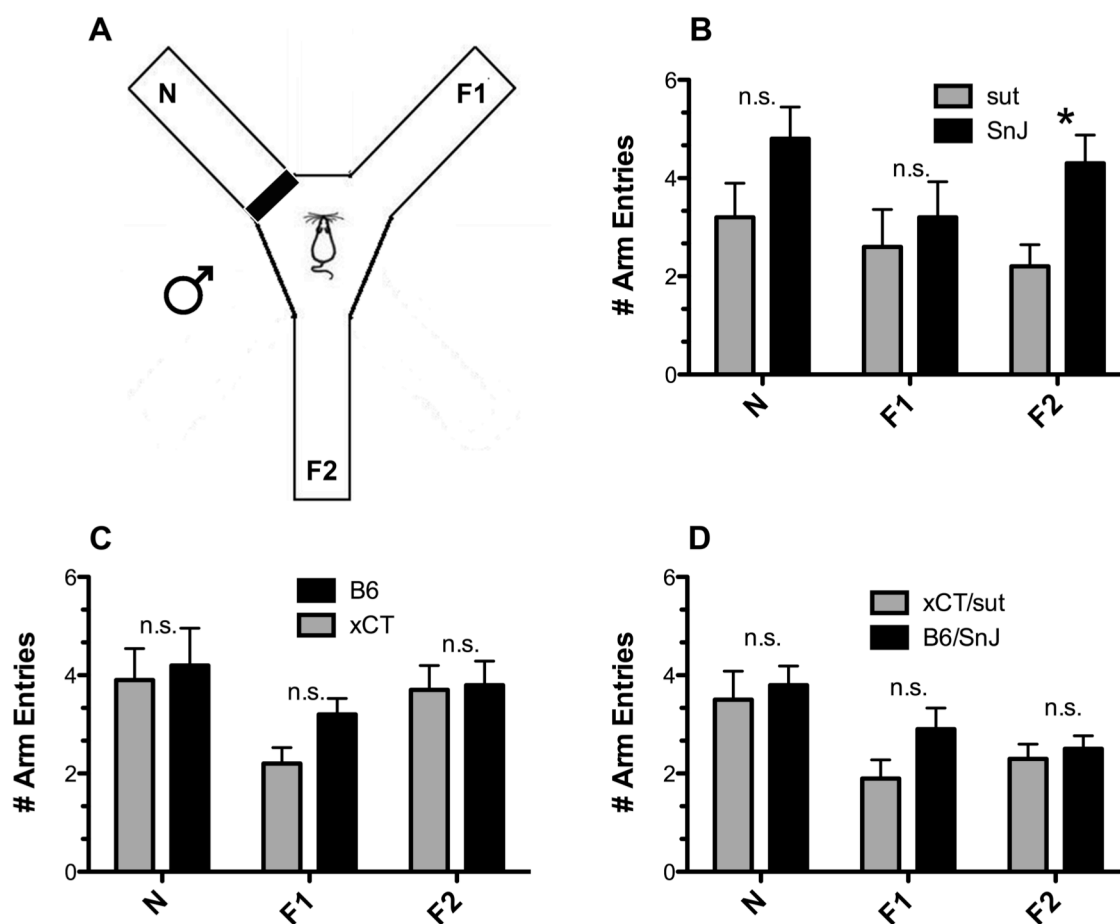 A
N
F1
F2
♂
B
# Arm Entries
6
4
2
0
n.s.
n.s.
*
sut
SnJ
N
F1
F2
C
# Arm Entries
6
4
2
0
B6
xCT
n.s.
n.s.
n.s.
N
F1
F2
D
# Arm Entries
6
4
2
0
xCT/sut
B6/SnJ
n.s.
n.s.
n.s.
N
F1
F2